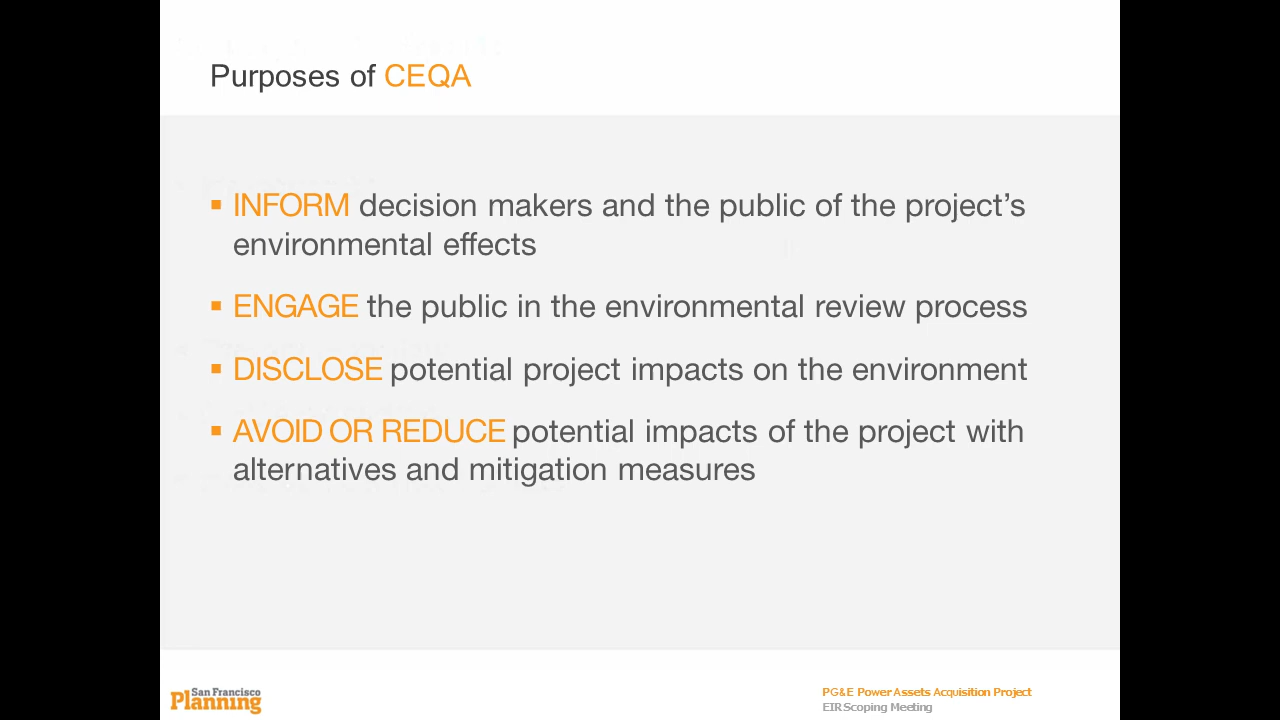 Purposes of CEQA
▪ INFORM decision makers and the public of the project’s
environmental effects
▪ ENGAGE the public in the environmental review process
▪ DISCLOSE potential project impacts on the environment
▪ AVOID OR REDUCE potential impacts of the project with
alternatives and mitigation measures
San Francisco
Planning
PG&E Power Assets Acquisition Project
EIR Scoping Meeting